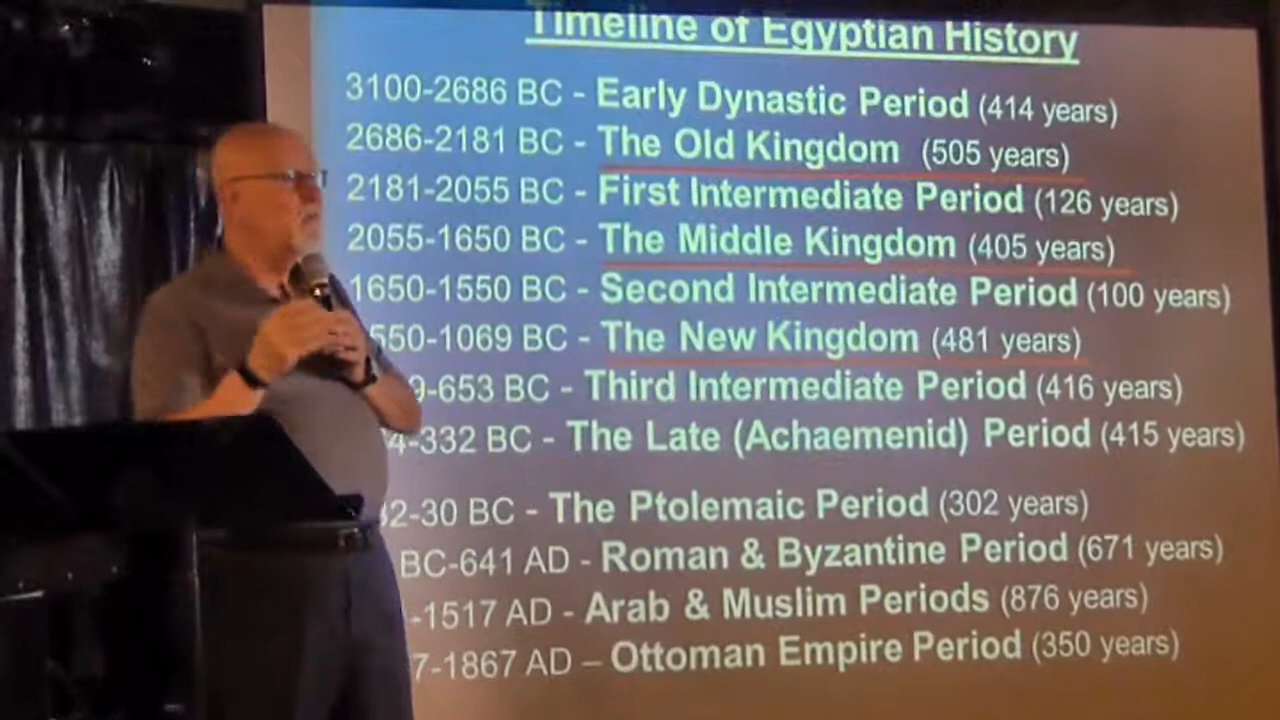 Timeline of Egyptian History
3100-2686 BC - Early Dynastic Period (414 years)
2686-2181 BC - The Old Kingdom (505 years)
2181-2055 BC - First Intermediate Period (126 years)
2055-1650 BC - The Middle Kingdom (405 years)
1650-1550 BC - Second Intermediate Period (100 years)
550-1069 BC - The New Kingdom (481 years)
9-653 BC - Third Intermediate Period (416 years)
4-332 BC - The Late (Achaemenid) Period (415 years)
2-30 BC - The Ptolemaic Period (302 years)
BC-641 AD - Roman & Byzantine Period (671 years)
-1517 AD - Arab & Muslim Periods (876 years)
7-1867 AD – Ottoman Empire Period (350 years)